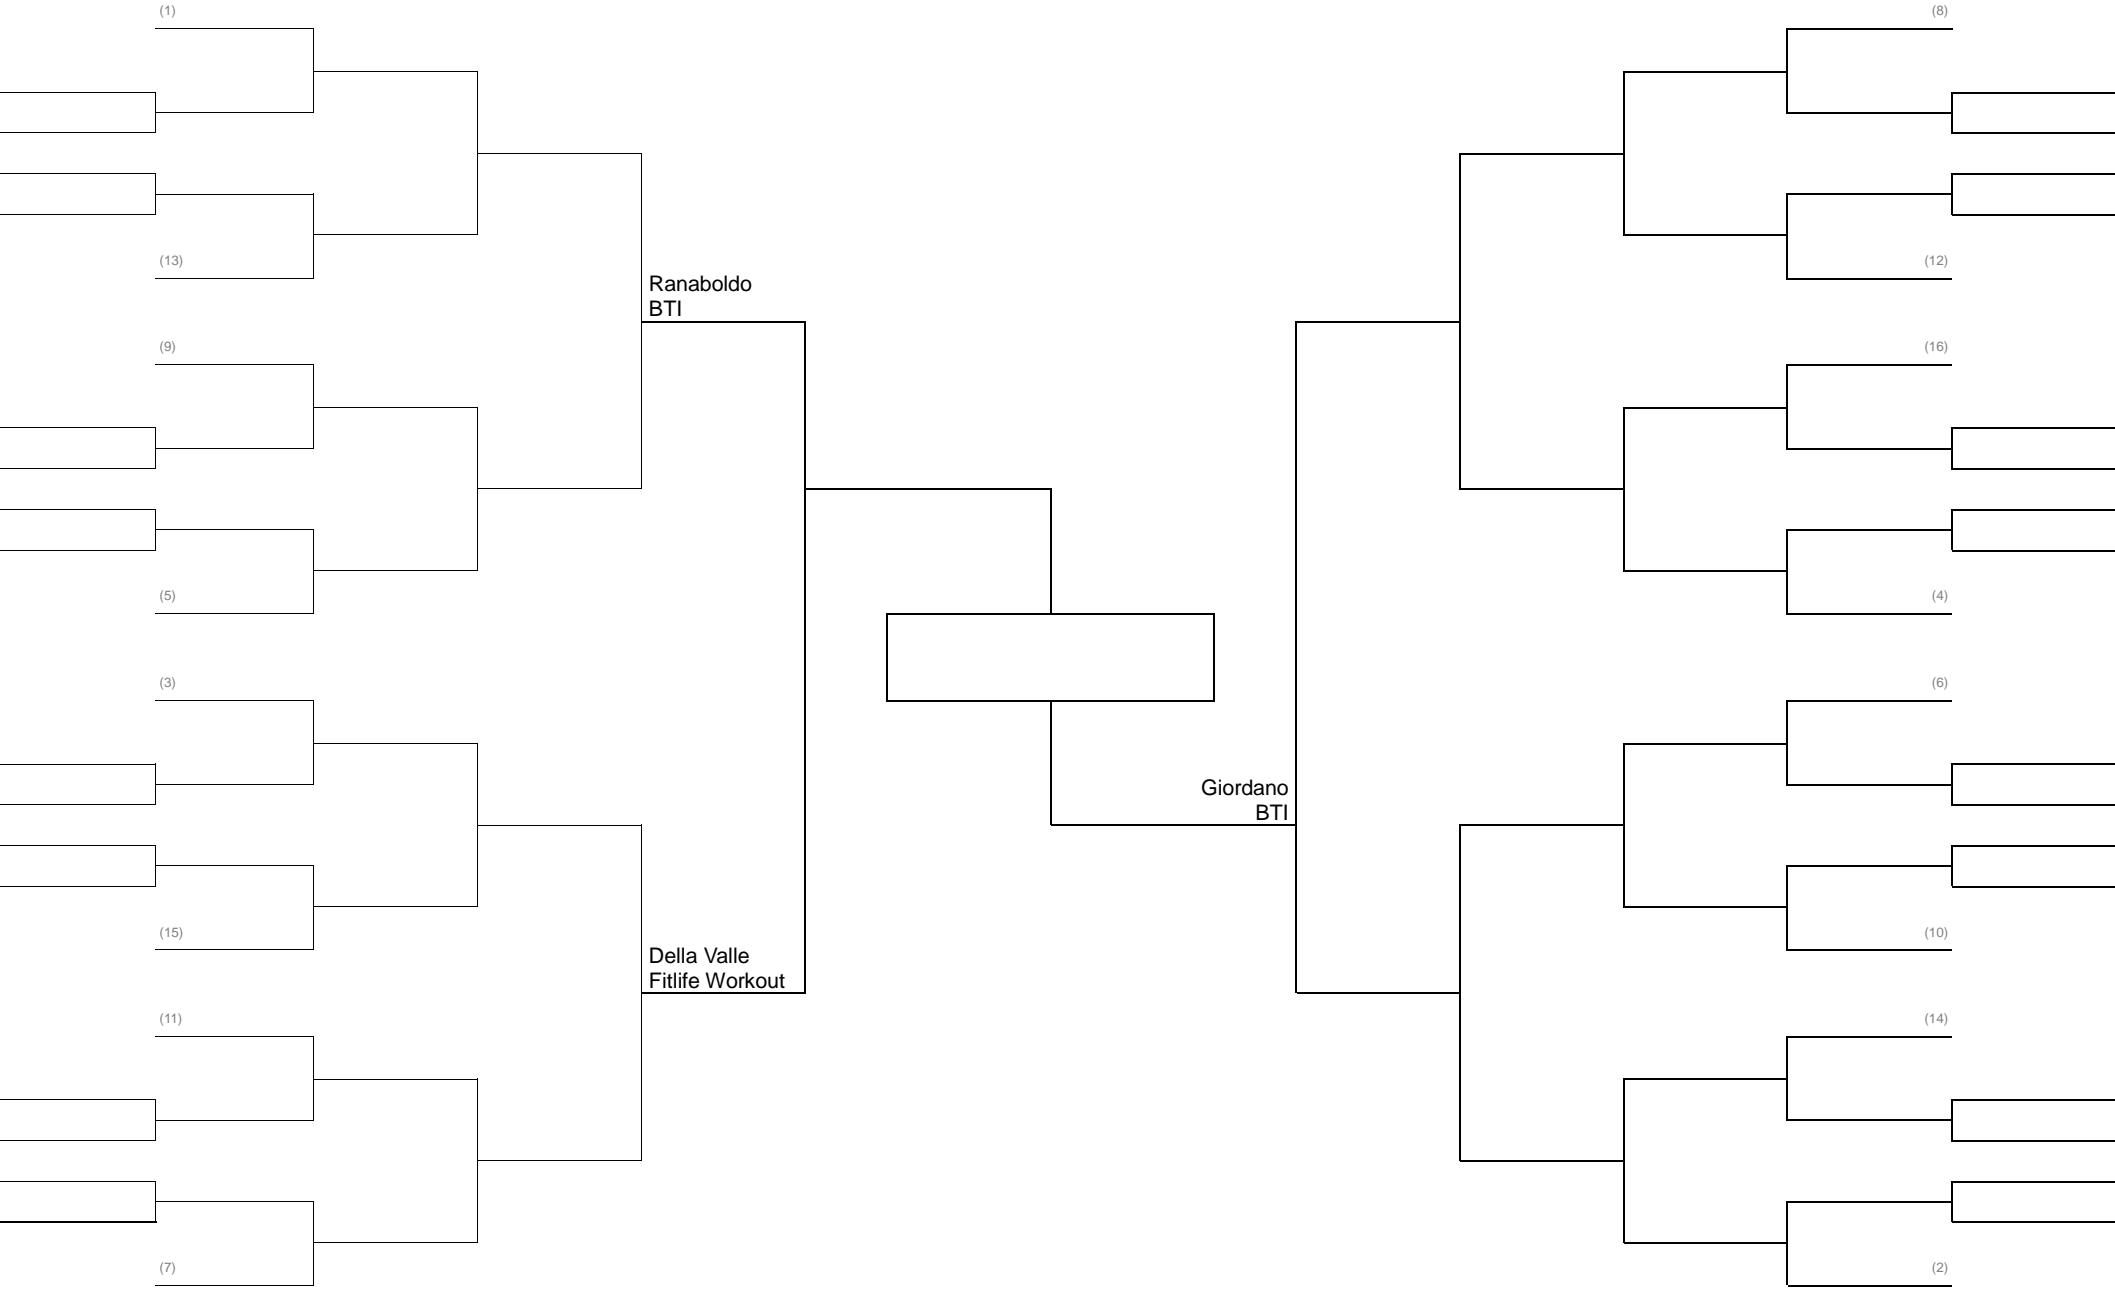 (1)
(8)
(13)
(12)
Ranaboldo
BTI
(9)
(16)
(5)
(4)
(3)
(6)
Giordano
BTI
(15)
(10)
Della Valle
Fitlife Workout
(11)
(14)
(7)
(2)